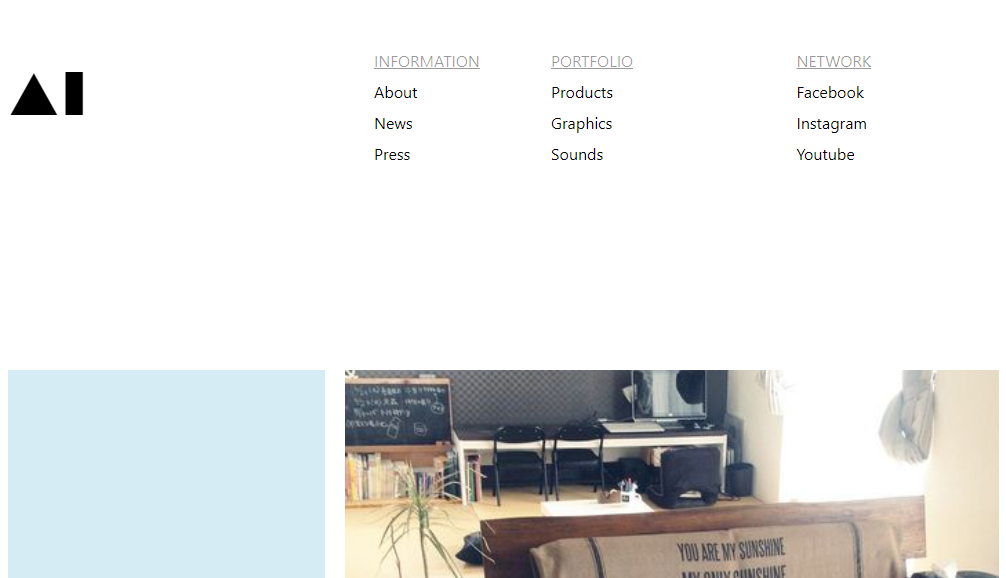 AI
INFORMATION
About
News
Press
PORTFOLIO
Products
Graphics
Sounds
NETWORK
Facebook
Instagram
Youtube
YOU ARE MY SUNSHINE
MY ONLY SUNSHINE